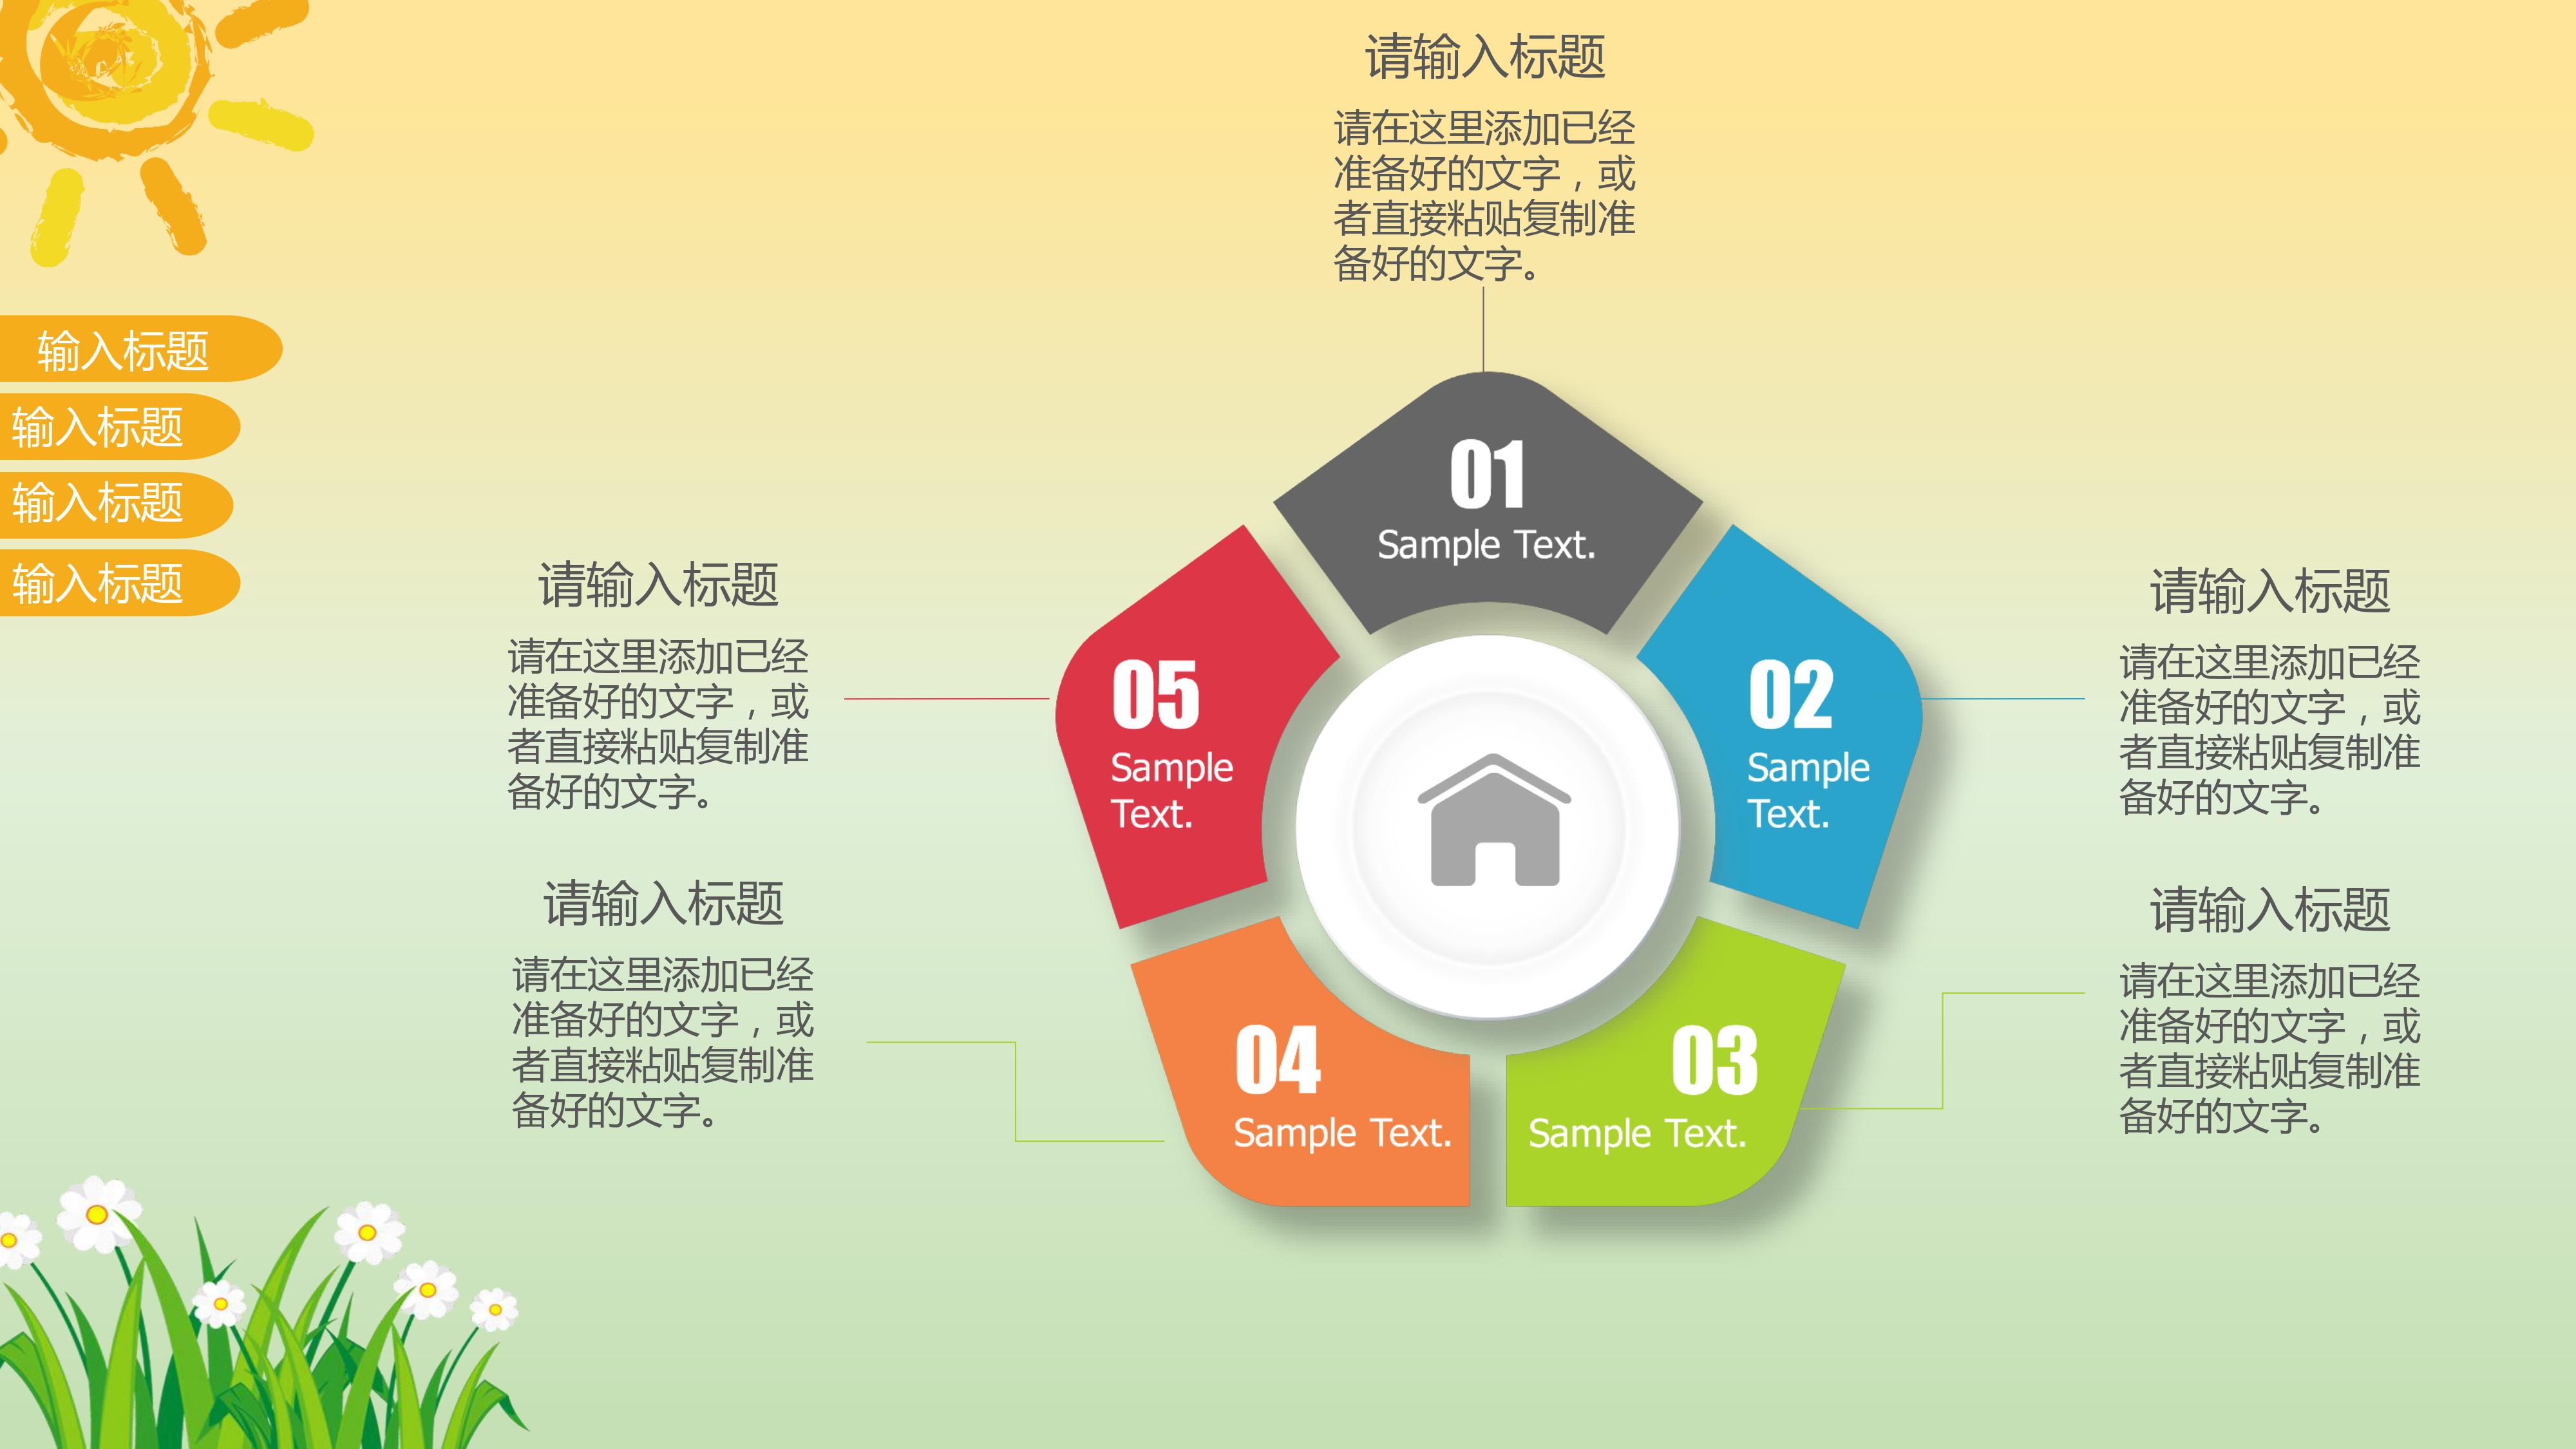 请输入标题
请在这里添加已经
准备好的文字，或
者直接粘贴复制准
备好的文字。
输入标题
输入标题
输入标题
输入标题
01
Sample Text.
请输入标题
请在这里添加已经
准备好的文字，或
者直接粘贴复制准
备好的文字。
05
Sample
Text.
02
Sample
Text.
请输入标题
请在这里添加已经
准备好的文字，或
者直接粘贴复制准
备好的文字。
请输入标题
请在这里添加已经
准备好的文字，或
者直接粘贴复制准
备好的文字。
04
Sample Text.
03
Sample Text.
请输入标题
请在这里添加已经
准备好的文字，或
者直接粘贴复制准
备好的文字。